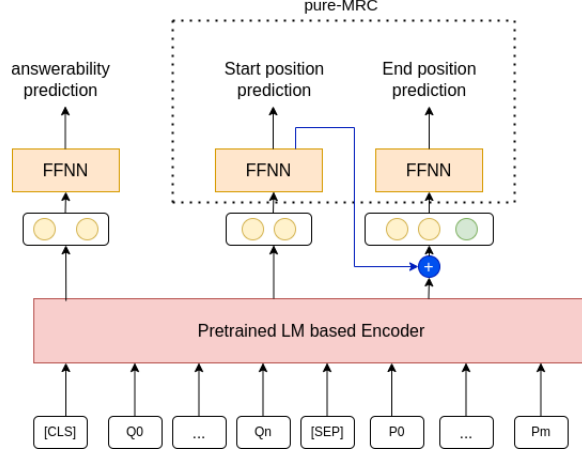 pure-MRC
answerability
prediction
Start position
prediction
End position
prediction
FFNN
FFNN
FFNN
+
Pretrained LM based Encoder
[CLS]
Q0
...
Qn
[SEP]
P0
...
Pm